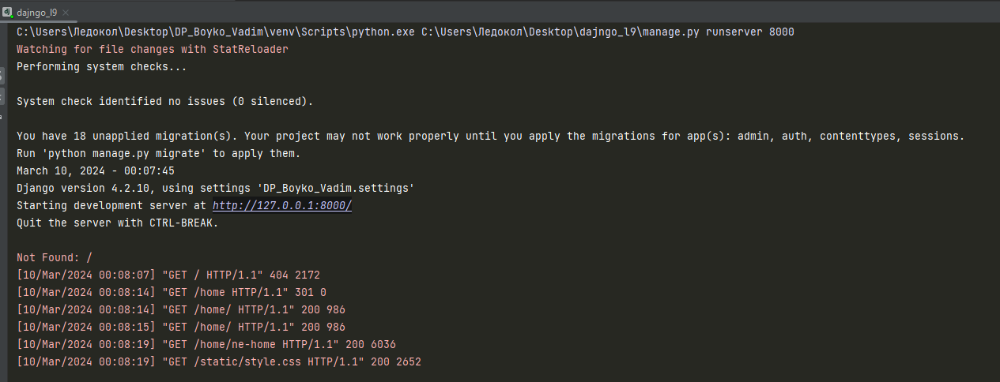 dajngo_l9
C:\Users\Ледокол\Desktop\DP_Boyko_Vadim\venv\Scripts\python.exe C:\Users\Ледокол\Desktop\dajngo_l9\manage.py runserver 8000
Watching for file changes with StatReloader
Performing system checks...
System check identified no issues (0 silenced).
You have 18 unapplied migration(s). Your project may not work properly until you apply the migrations for app(s): admin, auth, contenttypes, sessions.
Run 'python manage.py migrate' to apply them.
March 10, 2024 - 00:07:45
Django version 4.2.10, using settings 'DP_Boyko_Vadim.settings'
Starting development server at http://127.0.0.1:8000/
Quit the server with CTRL-BREAK.
Not Found: /
[10/Mar/2024 00:08:07] "GET / HTTP/1.1" 404 2172
[10/Mar/2024 00:08:14] "GET /home HTTP/1.1" 301 0
[10/Mar/2024 00:08:14] "GET /home/ HTTP/1.1" 200 986
[10/Mar/2024 00:08:15] "GET /home/ HTTP/1.1" 200 986
[10/Mar/2024 00:08:19] "GET /home/ne-home HTTP/1.1" 200 6036
[10/Mar/2024 00:08:19] "GET /static/style.css HTTP/1.1" 200 2652